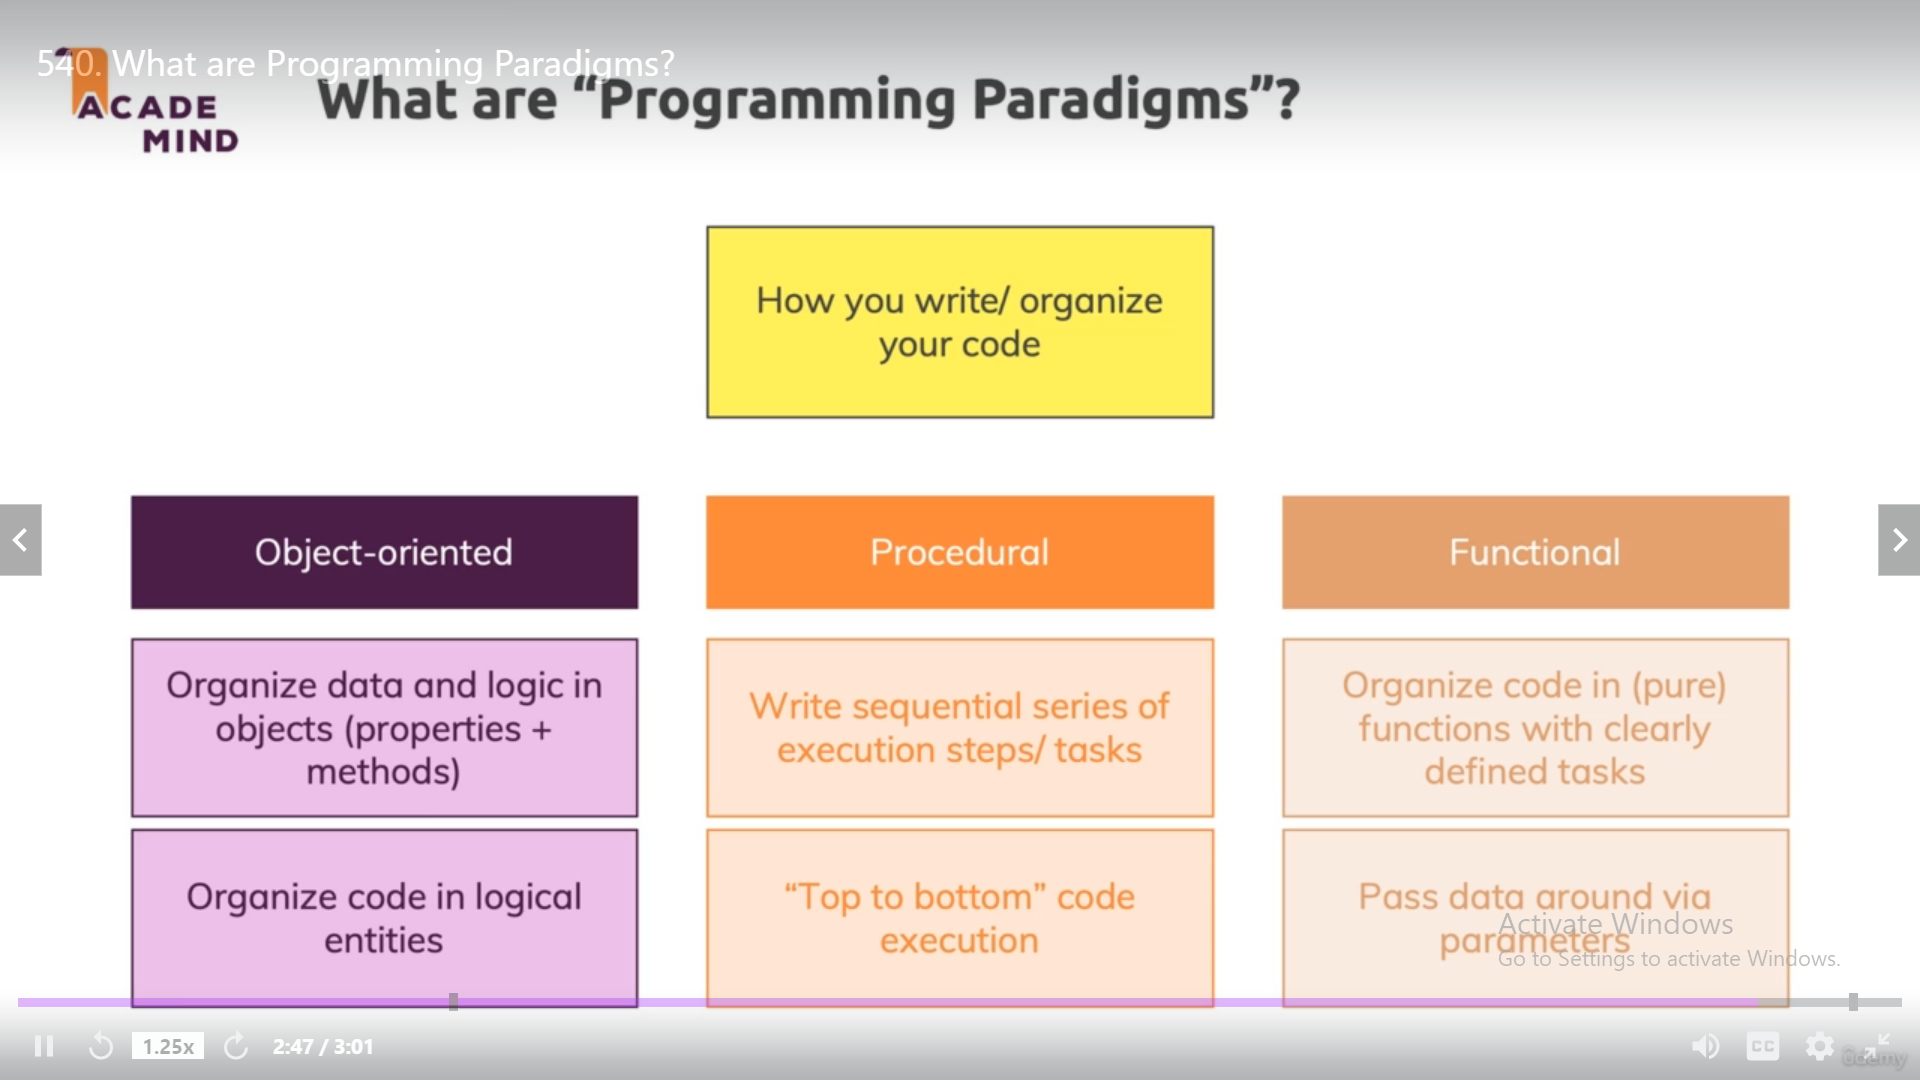 540. What are Programming Paradigms?
ACADE
MIND
What are “Programming Paradigms”?
How you write/ organize
your code
Object-oriented
Procedural
Functional
Organize data and logic in
objects (properties +
methods)
Write sequential series of
execution steps/ tasks
Organize code in (pure)
functions with clearly
defined tasks
Organize code in logical
entities
“Top to bottom” code
execution
Pass data around via
parameters
Activate Windows
Go to Settings to activate Windows.
1.25x
2:47 / 3:01
CC
ûdemy